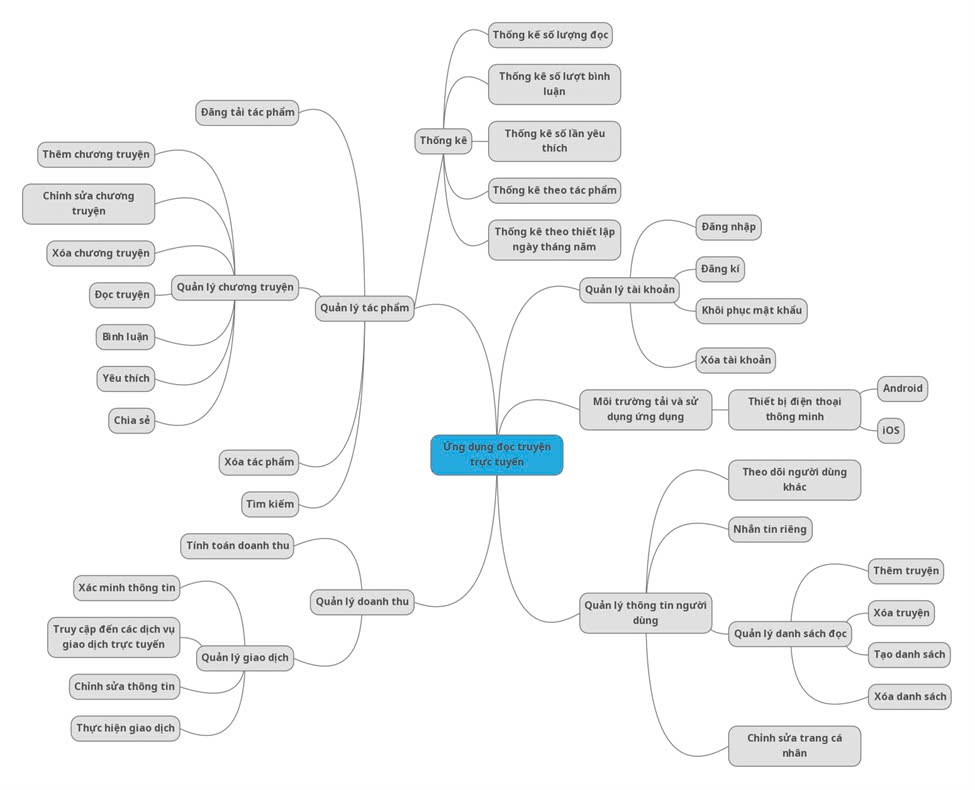 Thống kế số lượng đọc
Thống kê số lượt bình
luận
Thống kê
Thống kê số lần yêu
thích
Thống kê theo tác phẩm
Thống kê theo thiết lập
ngày tháng năm
Đăng tải tác phẩm
Thêm chương truyện
Chỉnh sửa chương
truyện
Xóa chương truyện
Quản lý chương truyện
Đọc truyện
Quản lý tác phẩm
Bình luận
Yêu thích
Chia sẻ
Xóa tác phẩm
Tìm kiếm
Đăng nhập
Đăng kí
Quản lý tài khoản
Khôi phục mật khẩu
Xóa tài khoản
Môi trường tải và sử
dụng ứng dụng
Thiết bị điện thoại
thông minh
Android
iOS
Ứng dụng đọc truyện
trực tuyến
Theo dõi người dùng
khác
Nhắn tin riêng
Quản lý thông tin người
dùng
Quản lý danh sách đọc
Thêm truyện
Xóa truyện
Tạo danh sách
Xóa danh sách
Chỉnh sửa trang cá
nhân
Tính toán doanh thu
Quản lý doanh thu
Xác minh thông tin
Truy cập đến các dịch vụ
giao dịch trực tuyến
Quản lý giao dịch
Chỉnh sửa thông tin
Thực hiện giao dịch